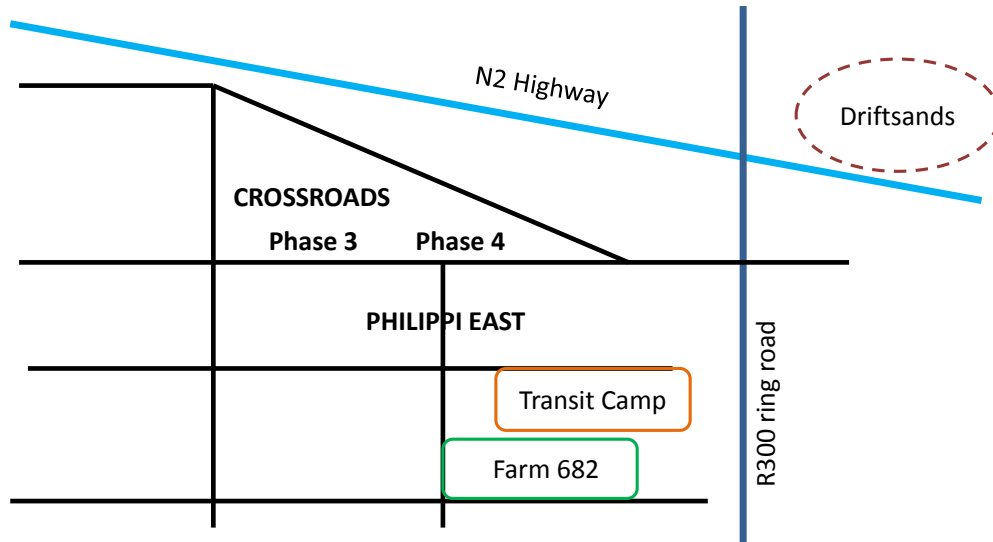 N2 Highway
Driftsands
CROSSROADS
Phase 3
Phase 4
PHILIPPI EAST
R300 ring road
Transit Camp
Farm 682